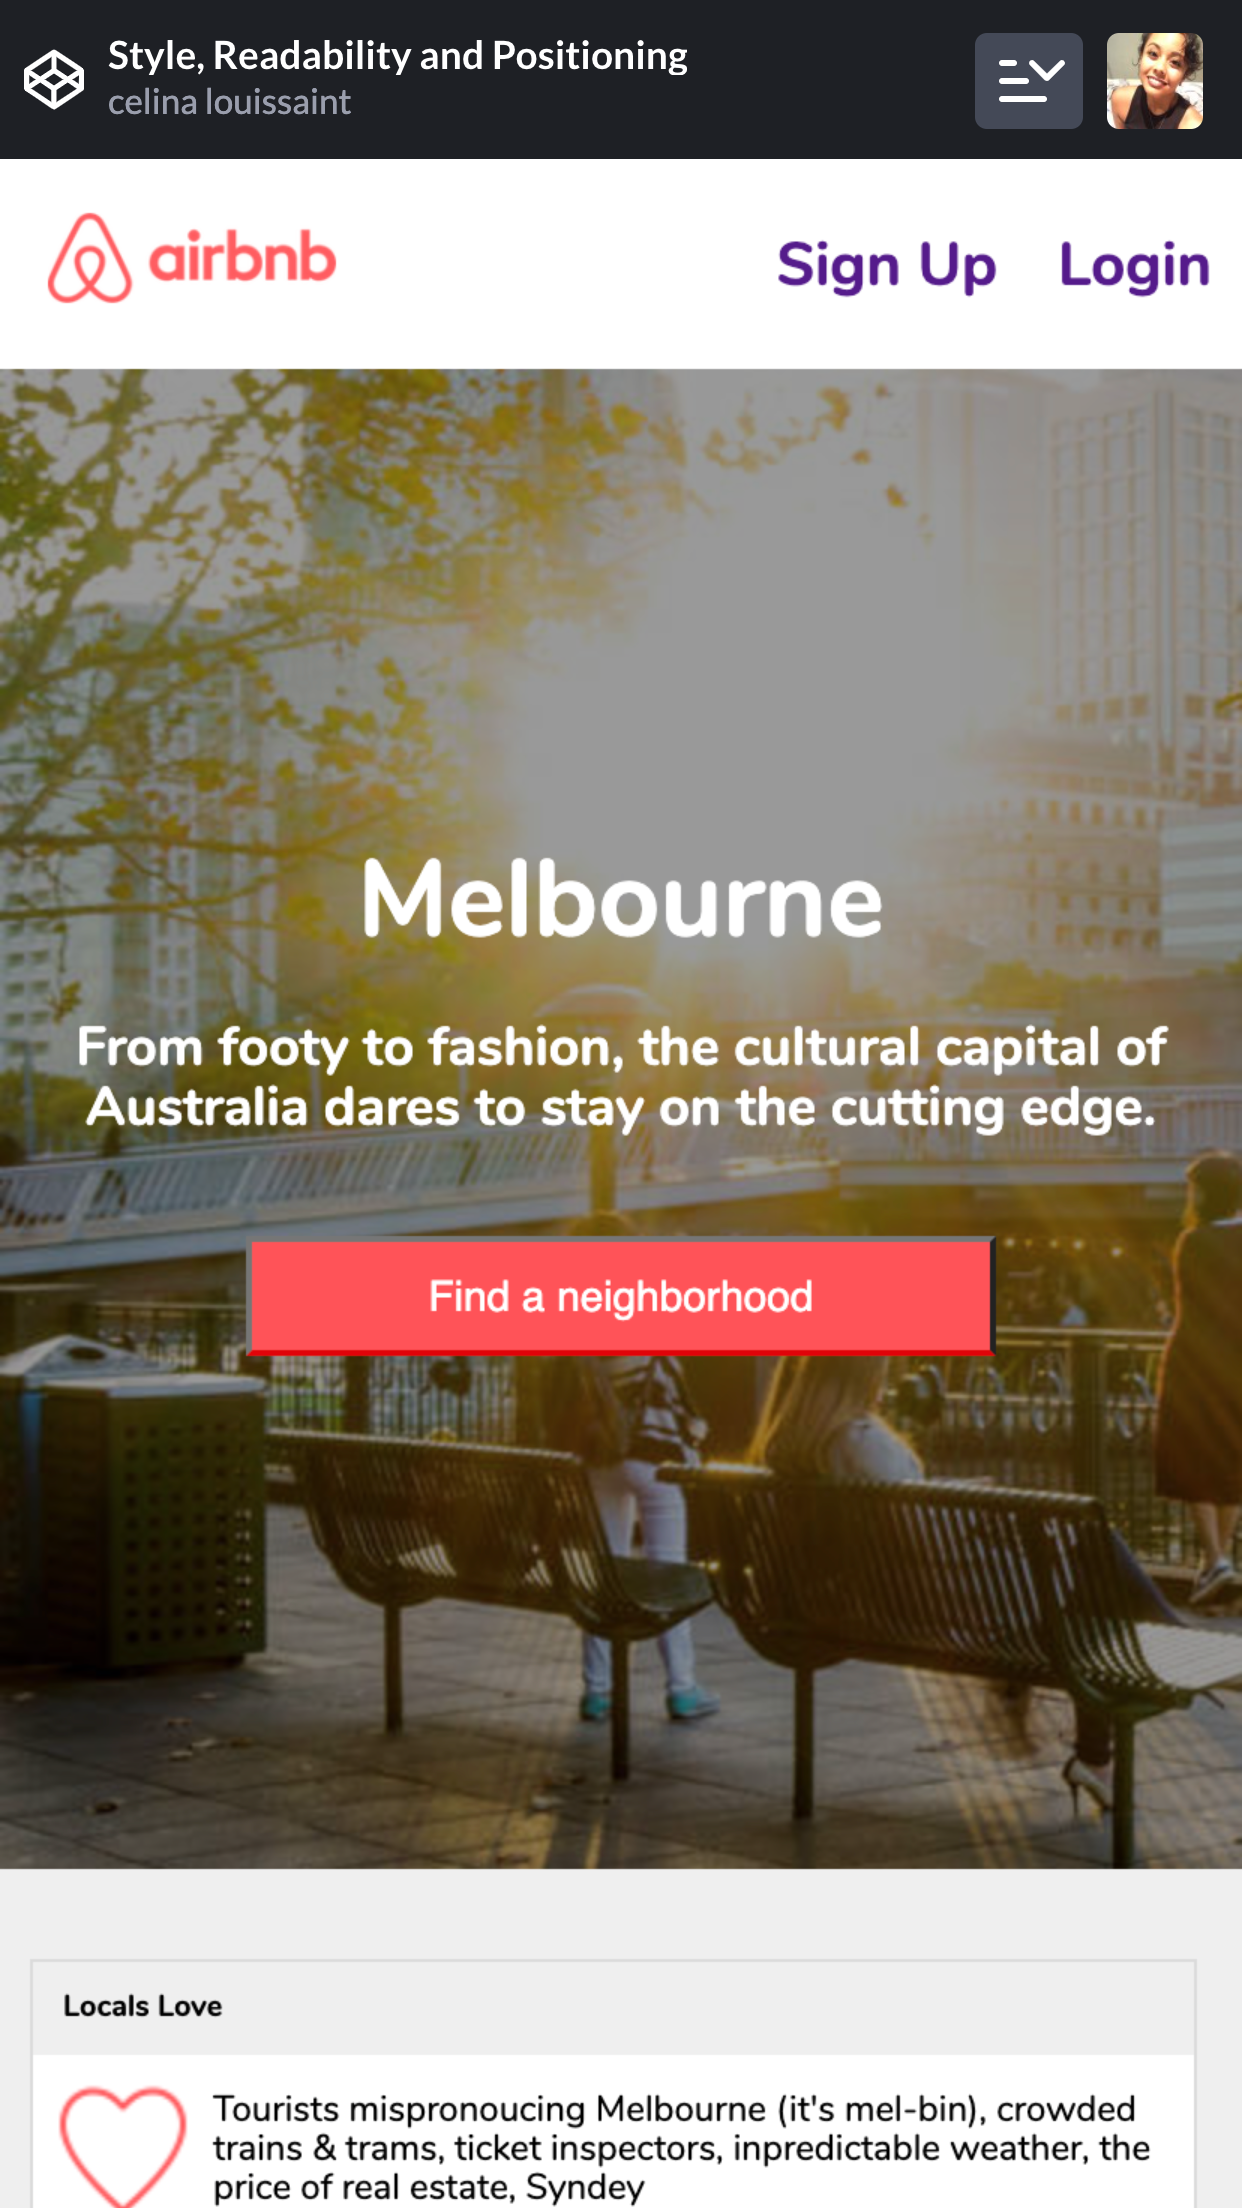 Style, Readability and Positioning
celina louissaint
airbnb
Sign Up Login
Melbourne
From footy to fashion, the cultural capital of
Australia dares to stay on the cutting edge.
Find a neighborhood
Locals Love
Tourists mispronoucing Melbourne (it's mel-bin), crowded
trains & trams, ticket inspectors, inpredictable weather, the
price of real estate, Syndey